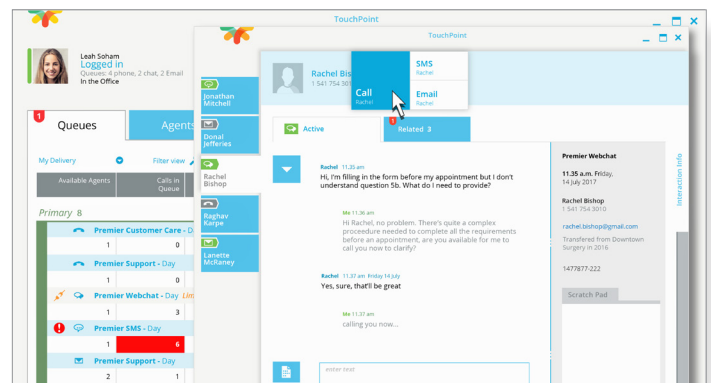 TouchPoint
TouchPoint
Leah Soham
Logged in
Queues: 4 phone, 2 chat, 2 Email
In the Office
1
Queues
Agents
My Delivery
Filter view
Available Agents
Calls in
Queue
Primary 8
Premier Customer Care - D
1 0
Premier Support - Day
1 0
Premier Webchat - Day Lim
1 3
Premier SMS - Day
1 6
Premier Support - Day
2 1
Jonathan
Mitchell
Donal
Jefferies
Rachel
Bishop
Raghav
Korpe
Lanette
McRaney
Rachel Bis
1 541 754 301
Call
Rachel
SMS
Rachel
Email
Rachel
Active
1
Related 3
Rachel 11.35 am
Hi, I'm filling in the form before my appointment but I don't
understand question 5b. What do I need to provide?
Me 11.36 am
Hi Rachel, no problem. There's quite a complex
proceedure needed to complete all the requirements
before an appointment, are you available for me to
call you now to clarify?
Rachel 11.37 am Friday 14 July
Yes, sure, that'll be great
Me 11.37 am
calling you now...
enter text
Premier Webchat
11.35 a.m. Friday,
14 July 2017
Rachel Bishop
1 541 754 3010
rachel.bishop@gmail.com
Transfered from Downtown
Surgery in 2016
1477877-222
Scratch Pad
Interaction Info